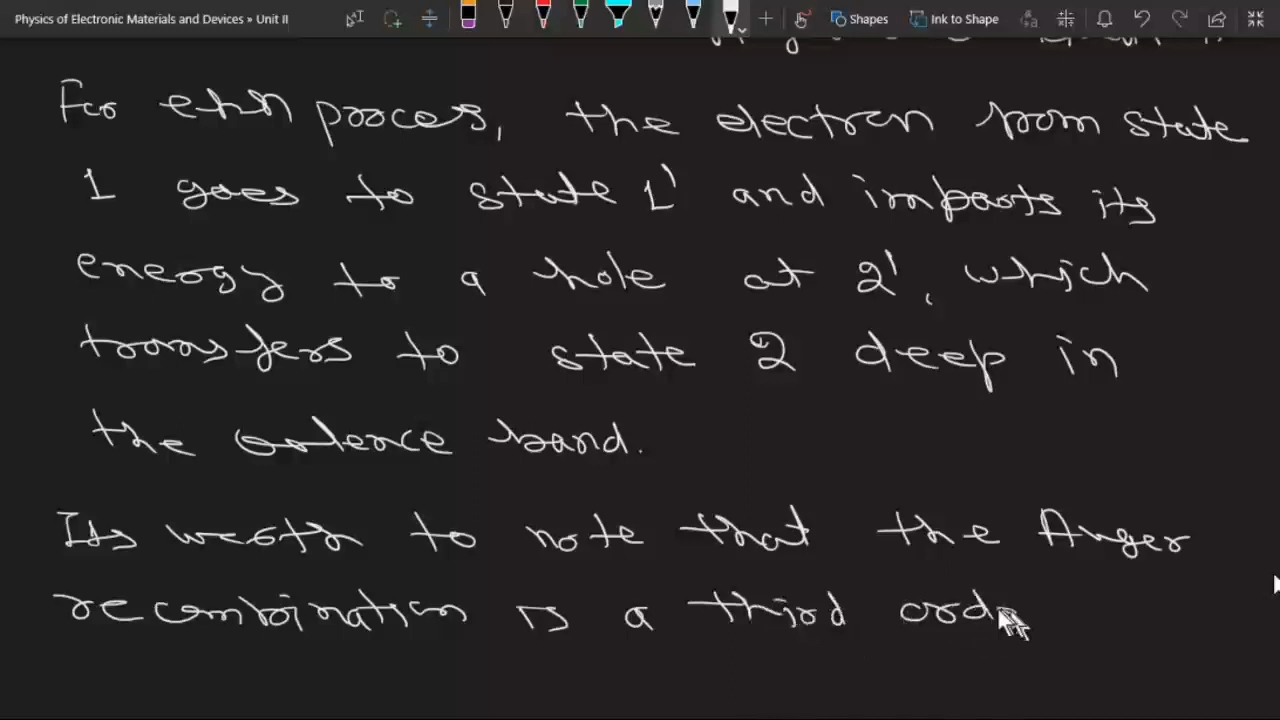 Physics of Electronic Materials and Devices » Unit II
Shapes
Ink to Shape
For ehh process, the electron from state
1 goes to state 1' and imparts its
energy to a hole at 2', which
transfers to state 2 deep in
the valence band.
Its worth to note that the Auger
recombination is a third ord